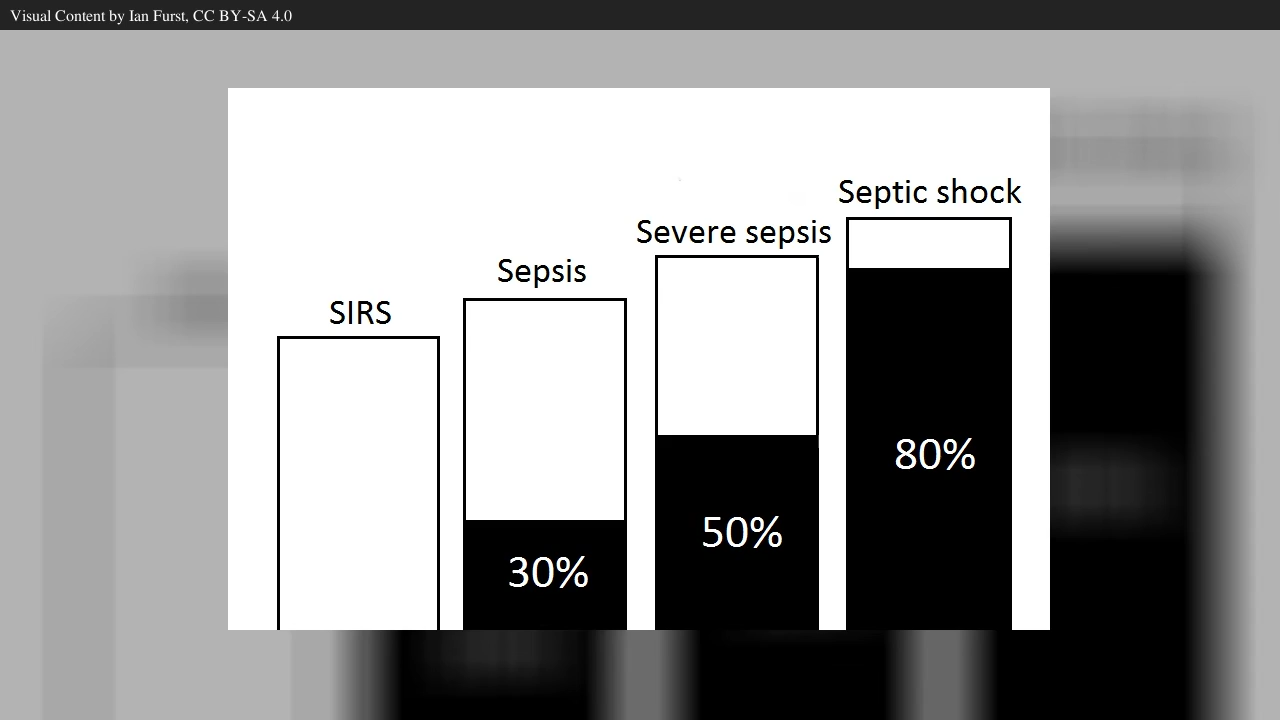 Visual Content by Ian Furst, CC BY-SA 4.0
Septic shock
Severe sepsis
Sepsis
SIRS
80%
50%
30%